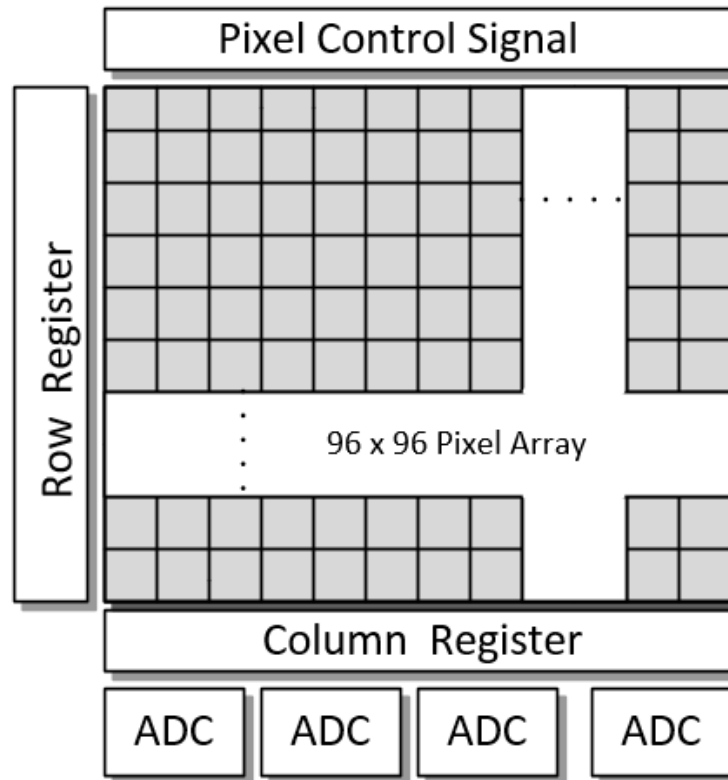 Pixel Control Signal
Row Register
96 x 96 Pixel Array
Column Register
ADC
ADC
ADC
ADC